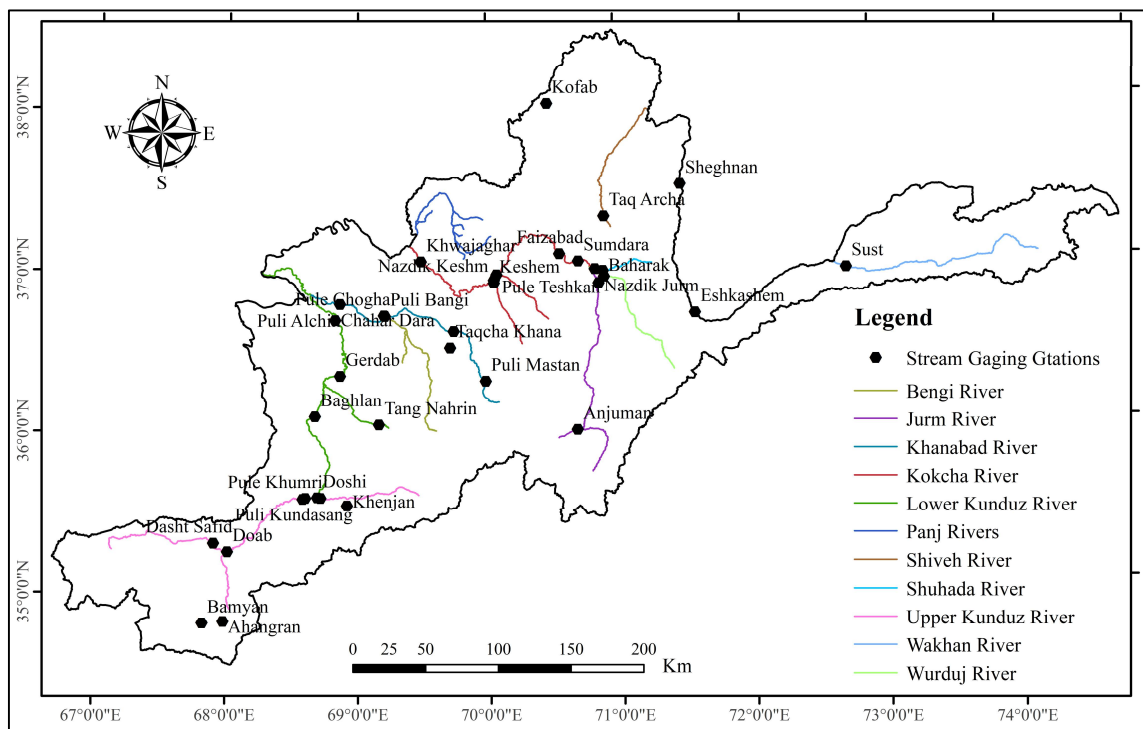 N
W E
S
38°0'0"N
37°0'0"N
36°0'0"N
35°0'0"N
Kofab
Sheghnan
Taq Archa
Khwajaghar
Faizabad
Sumdara
Sust
Nazdik Keshm
Keshem
Baharak
Pule Teshkan
Nazdik Jurm
Eshkashem
Pule Chogha
Puli Bangi
Puli Alchin
Chahar Dara
Taqcha Khana
Gerdab
Puli Mastan
Baghlan
Tang Nahrin
Anjuman
Pule Khumri
Doshi
Puli Kundasang
Khenjan
Dasht Safid
Doab
Bamyan
Ahangran
Legend
Stream Gaging Gtations
Bengi River
Jurm River
Khanabad River
Kokcha River
Lower Kunduz River
Panj Rivers
Shiveh River
Shuhada River
Upper Kunduz River
Wakhan River
Wurduj River
0 25 50 100 150 200
Km
67°0'0"E 68°0'0"E 69°0'0"E 70°0'0"E 71°0'0"E 72°0'0"E 73°0'0"E 74°0'0"E